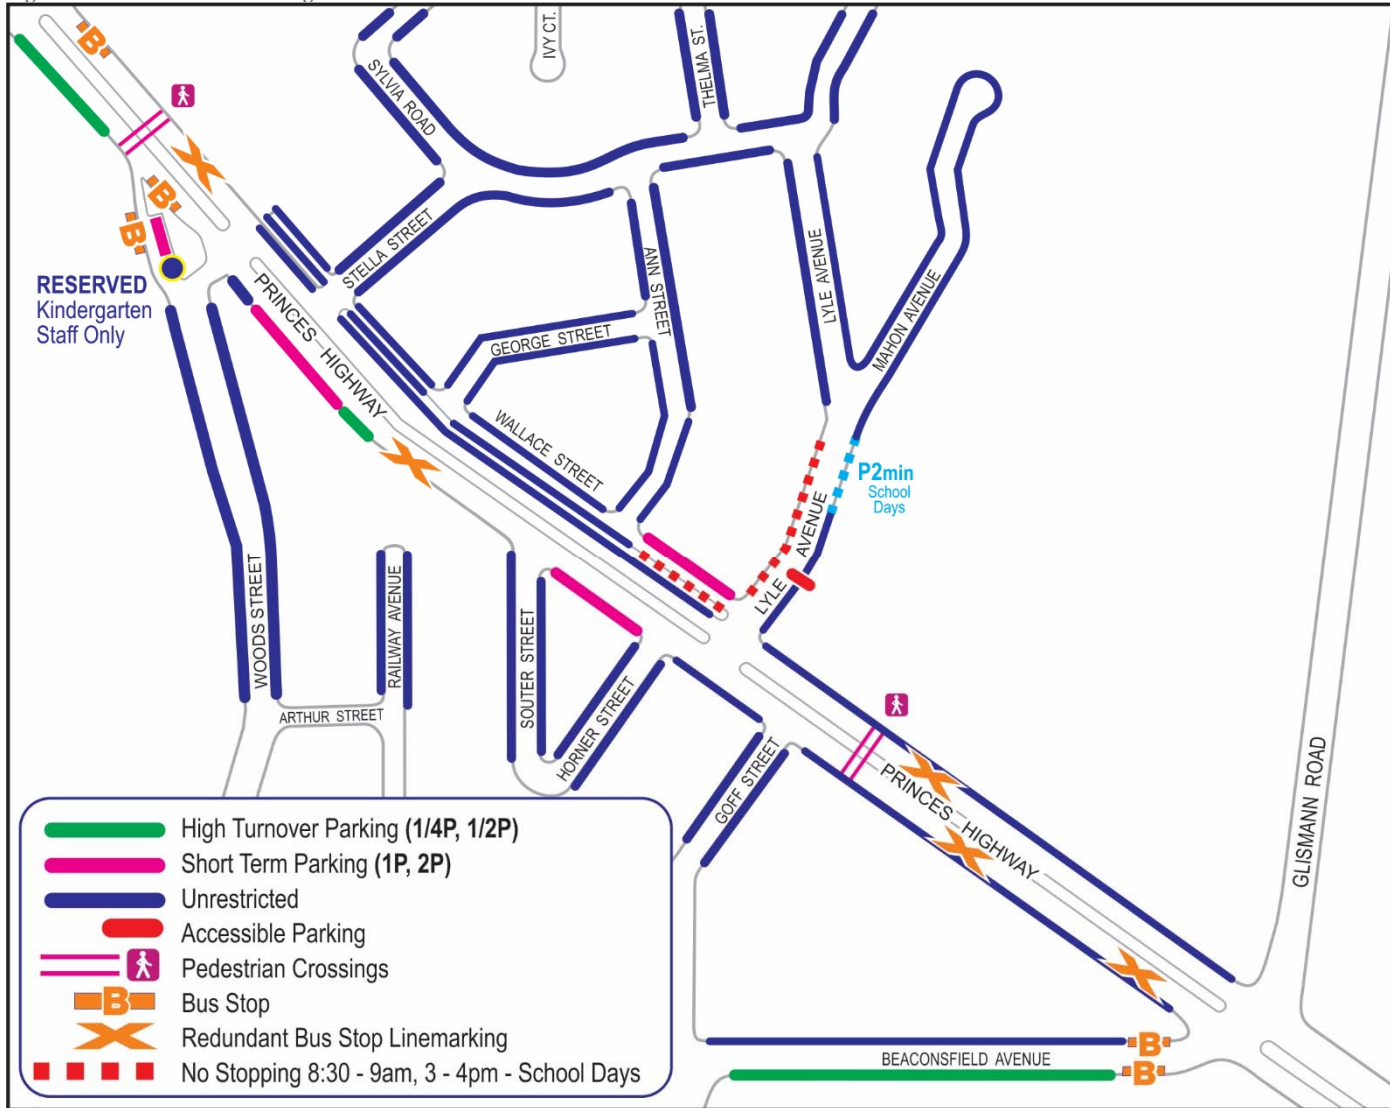 B
IVY CT.
THELMA ST.
SYLVIA ROAD
B
B
STELLA STREET
ANN STREET
LYLE AVENUE
MAHON AVENUE
RESERVED
Kindergarten
Staff Only
PRINCES HIGHWAY
GEORGE STREET
WALLACE STREET
P2min
School
Days
LYLE AVENUE
WOODS STREET
RAILWAY AVENUE
ARTHUR STREET
SOUTER STREET
HORNER STREET
GOFF STREET
PRINCES HIGHWAY
GLISMANN ROAD
BEACONSFIELD AVENUE
B
B
High Turnover Parking (1/4P, 1/2P)
Short Term Parking (1P, 2P)
Unrestricted
Accessible Parking
Pedestrian Crossings
B
Bus Stop
Redundant Bus Stop Linemarking
No Stopping 8:30 - 9am, 3 - 4pm - School Days